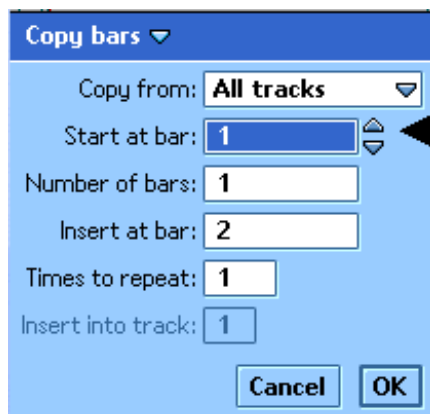 Copy bars
Copy from: All tracks
Start at bar: 1
Number of bars: 1
Insert at bar: 2
Times to repeat: 1
Insert into track: 1
Cancel OK